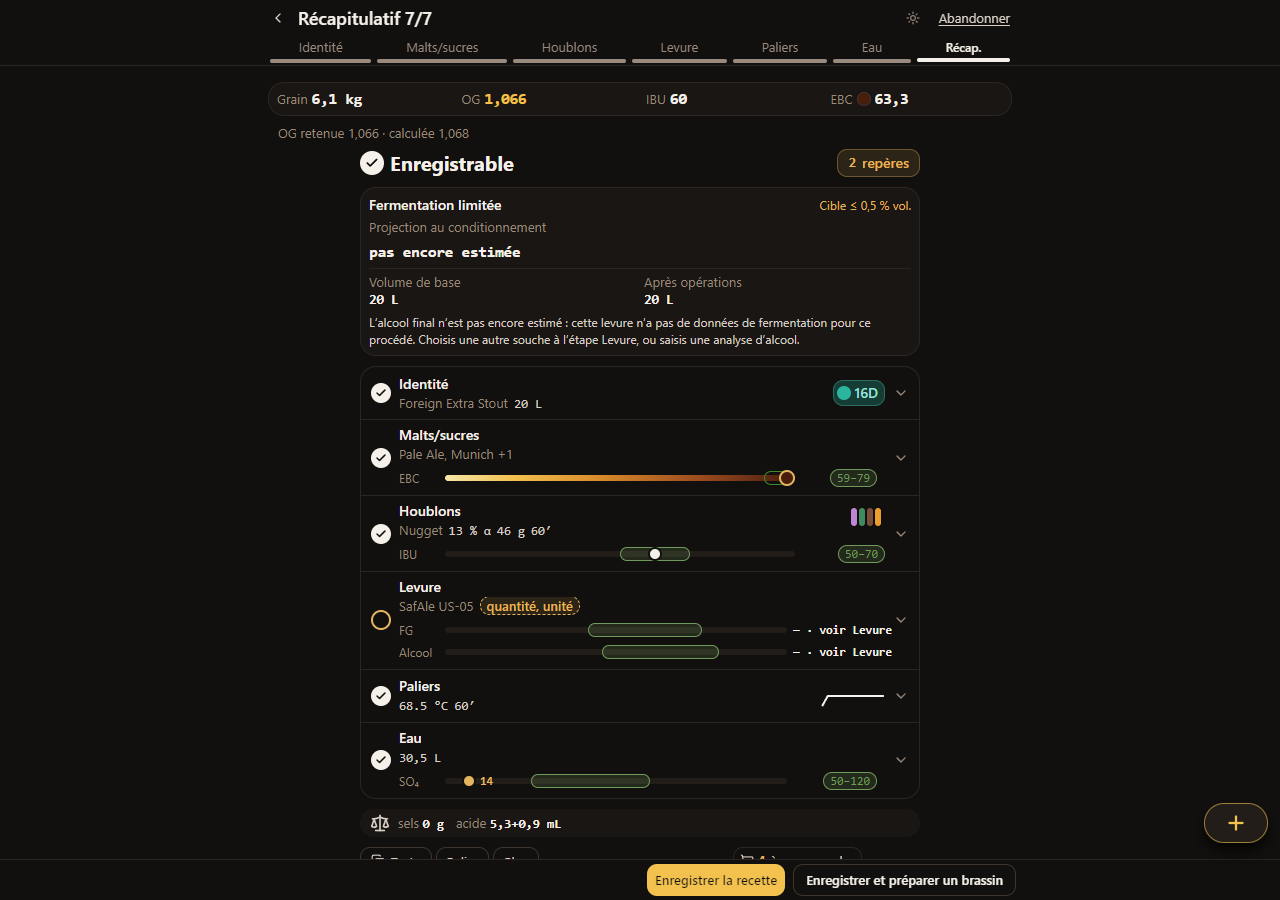 Récapitulatif 7/7
Abandonner
Identité Malts/sucres Houblons Levure Paliers Eau Récap.
Grain 6,1 kg OG 1,066 IBU 60 EBC 63,3
OG retenue 1,066 · calculée 1,068
Enregistrable 2 repères
Fermentation limitée Cible ≤ 0,5 % vol.
Projection au conditionnement
pas encore estimée
Volume de base Après opérations
20 L 20 L
L’alcool final n’est pas encore estimé : cette levure n’a pas de données de fermentation pour ce
procédé. Choisis une autre souche à l’étape Levure, ou saisis une analyse d’alcool.
Identité
Foreign Extra Stout 20 L 16D
Malts/sucres
Pale Ale, Munich +1
EBC 59–79
Houblons
Nugget 13 % α 46 g 60′
IBU 50–70
Levure
SafAle US-05 quantité, unité
FG — · voir Levure
Alcool — · voir Levure
Paliers
68.5 °C 60′
Eau
30,5 L
SO₄ 14 50–120
sels 0 g acide 5,3+0,9 mL
Enregistrer la recette Enregistrer et préparer un brassin